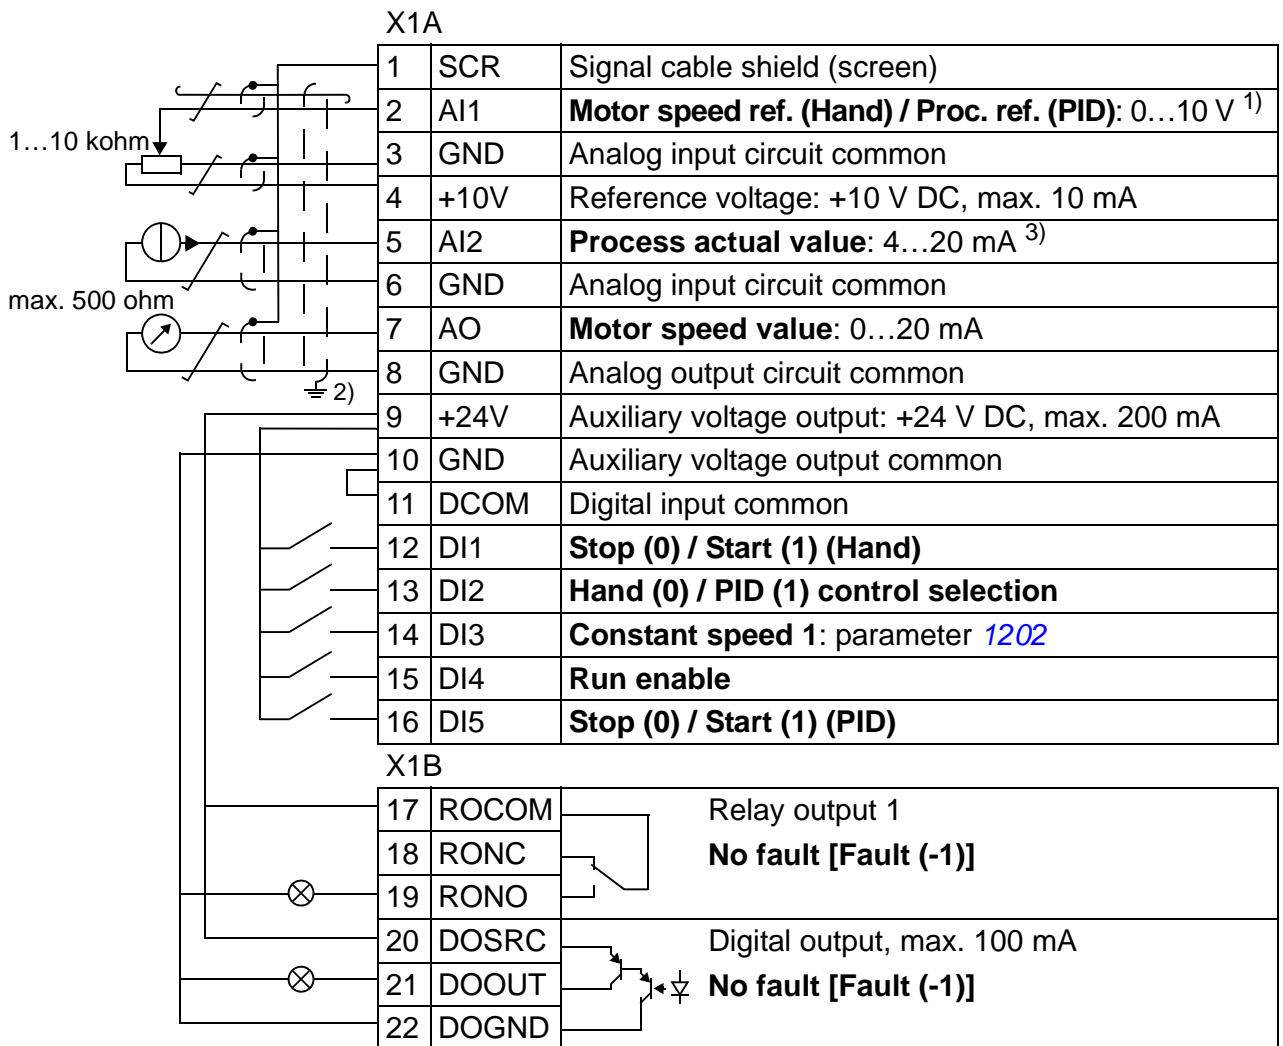 X1A
1 SCR Signal cable shield (screen)
2 AI1 Motor speed ref. (Hand) / Proc. ref. (PID): 0…10 V 1)
1…10 kohm
3 GND Analog input circuit common
4 +10V Reference voltage: +10 V DC, max. 10 mA
5 AI2 Process actual value: 4…20 mA 3)
6 GND Analog input circuit common
max. 500 ohm
7 AO Motor speed value: 0…20 mA
8 GND Analog output circuit common
2)
9 +24V Auxiliary voltage output: +24 V DC, max. 200 mA
10 GND Auxiliary voltage output common
11 DCOM Digital input common
12 DI1 Stop (0) / Start (1) (Hand)
13 DI2 Hand (0) / PID (1) control selection
14 DI3 Constant speed 1: parameter 1202
15 DI4 Run enable
16 DI5 Stop (0) / Start (1) (PID)
X1B
17 ROCOM Relay output 1
18 RONC No fault [Fault (-1)]
19 RONO
20 DOSRC Digital output, max. 100 mA
21 DOOUT No fault [Fault (-1)]
22 DOGND